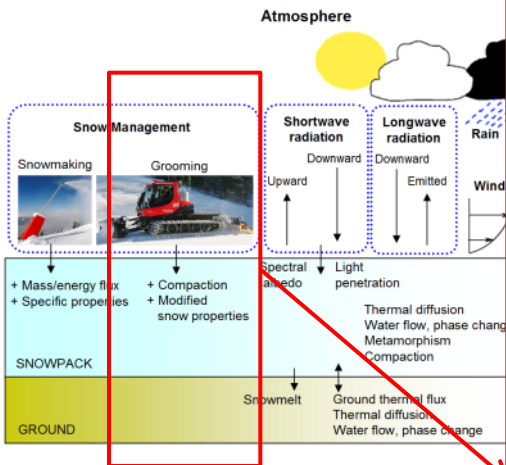 Atmosphere
Snow Management
Snowmaking
Grooming
Shortwave
radiation
Downward
Upward
Longwave
radiation
Downward
Emitted
Rain
Wind
+ Mass/energy flux
+ Specific properties
+ Compaction
+ Modified
snow properties
Spectral
albedo
Light
penetration
Thermal diffusion
Water flow, phase chang
Metamorphism
Compaction
SNOWPACK
Snowmelt
Ground thermal flux
Thermal diffusion
Water flow, phase change
GROUND